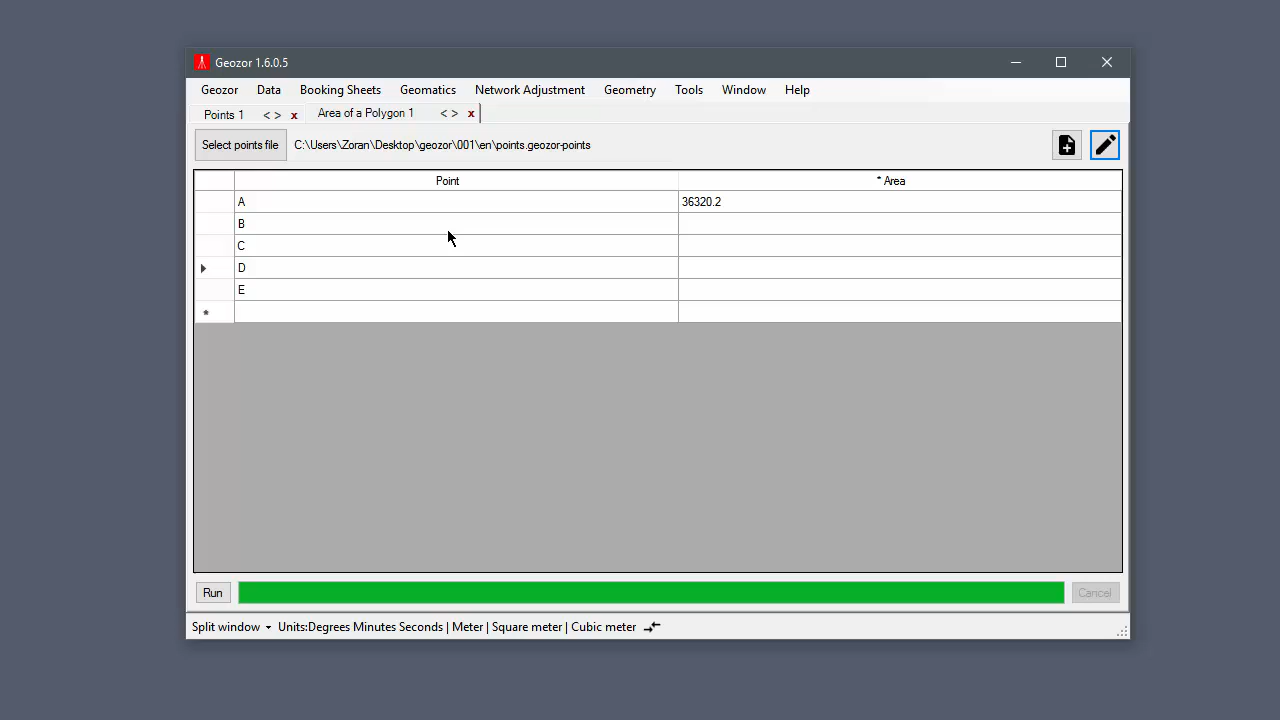 Geozor 1.6.0.5
Geozor Data Booking Sheets Geomatics Network Adjustment Geometry Tools Window Help
Points 1 < > x Area of a Polygon 1 < > x
Select points file C:\Users\Zoran\Desktop\geozor\001\en\points.geozor-points
Point * Area
A 36320.2
B
C
D
E
*
Run Cancel
Split window Units:Degrees Minutes Seconds | Meter | Square meter | Cubic meter